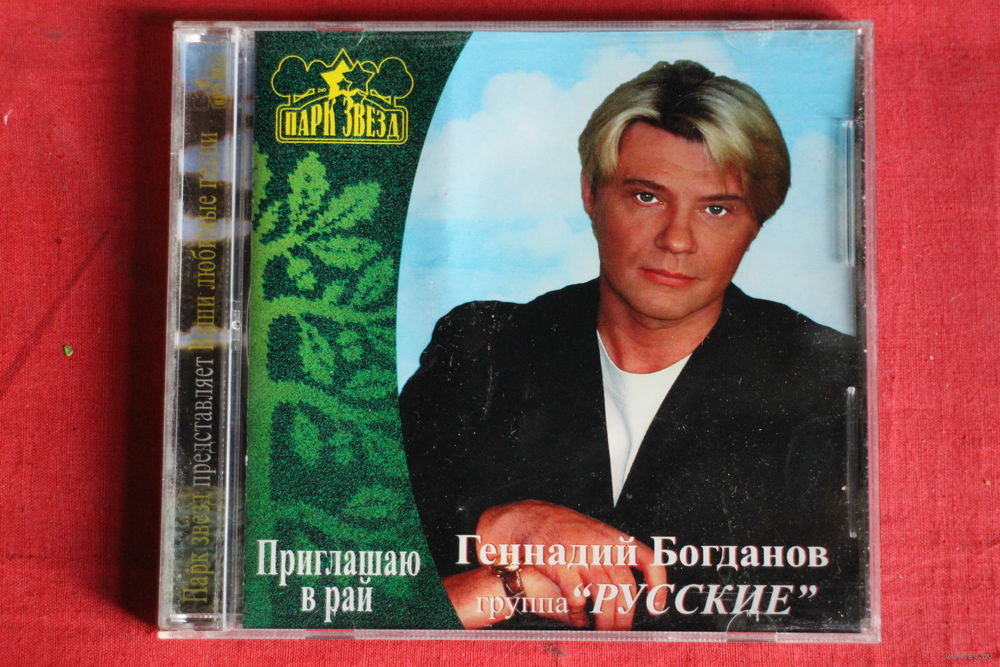 ПАРК ЗВЕЗД
Парк звезд представляет Ваши любимые песни
Приглашаю
в рай
Геннадий Богданов
группа "РУССКИЕ"